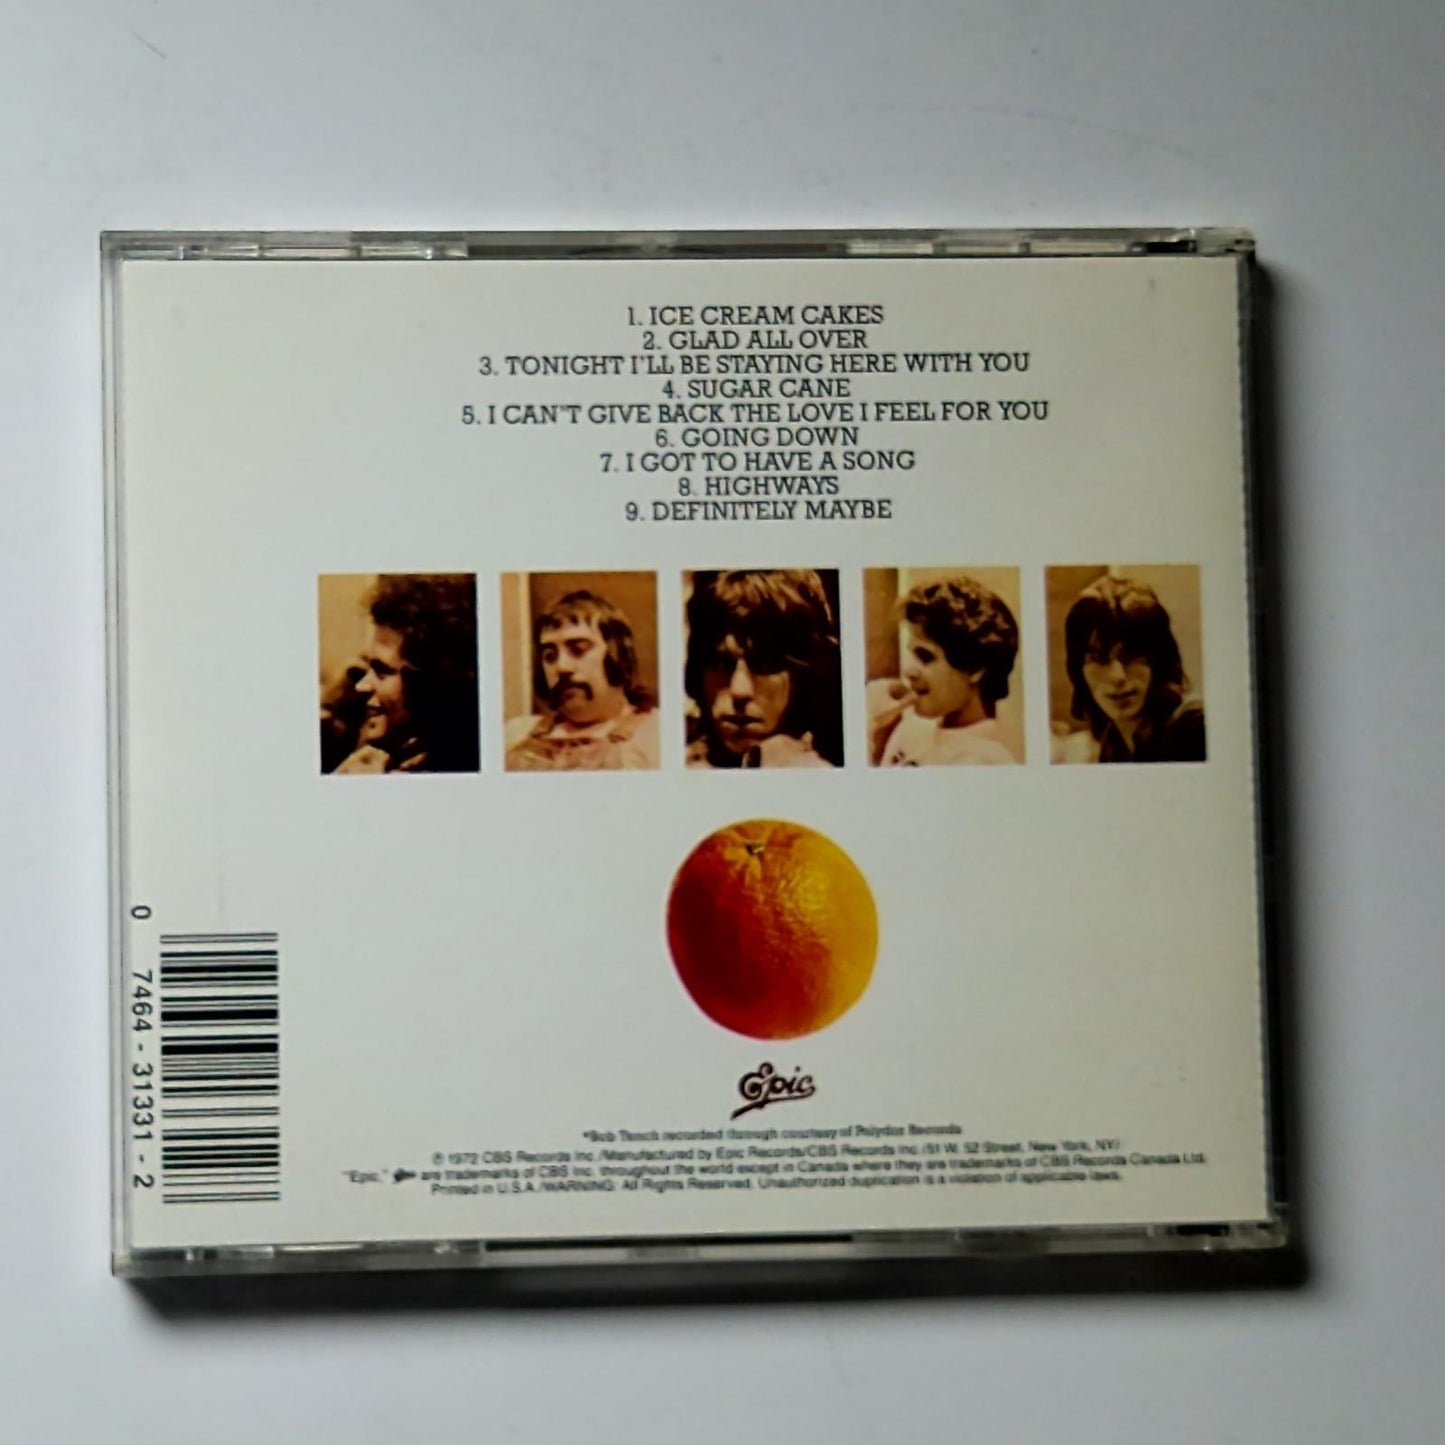 1. ICE CREAM CAKES
2. GLAD ALL OVER
3. TONIGHT I'LL BE STAYING HERE WITH YOU
4. SUGAR CANE
5. I CAN'T GIVE BACK THE LOVE I FEEL FOR YOU
6. GOING DOWN
7. I GOT TO HAVE A SONG
8. HIGHWAYS
9. DEFINITELY MAYBE
Epic
*Bob Tench recorded through courtesy of Polydor Records
℗ 1972 CBS Records Inc./Manufactured by Epic Records/CBS Records Inc./51 W. 52 Street, New York, NY/
"Epic," are trademarks of CBS Inc. throughout the world except in Canada where they are trademarks of CBS Records Canada Ltd.
Printed in U.S.A./WARNING: All Rights Reserved. Unauthorized duplication is a violation of applicable laws.
0 7464-31331-2